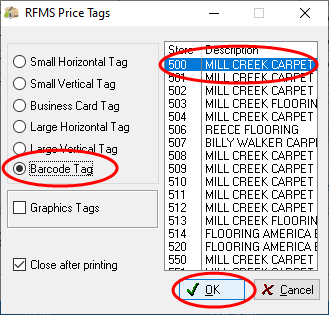 RFMS Price Tags
Small Horizontal Tag
Small Vertical Tag
Business Card Tag
Large Horizontal Tag
Large Vertical Tag
Barcode Tag
Graphics Tags
Close after printing
Store Description
500 MILL CREEK CARPET
501 MILL CREEK CARPET
502 MILL CREEK CARPET
503 MILL CREEK FLOORIN
504 MILL CREEK CARPET
506 REECE FLOORING
507 BILLY WALKER CARP
508 MILL CREEK CARPET
509 MILL CREEK CARPET
510 MILL CREEK CARPET
511 MILL CREEK CARPET
512 MILL CREEK CARPET
513 MILL CREEK FLOORIN
514 FLOORING AMERICA E
520 FLOORING AMERICA E
550 MILL CREEK CARPET
551 MILL CREEK CARPET
OK
Cancel